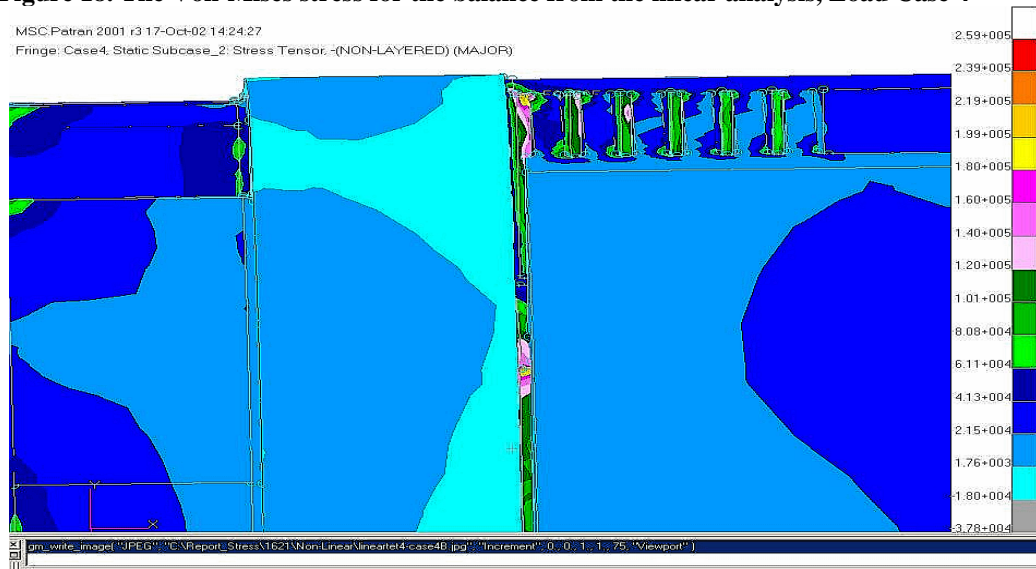 Figure 18. The Von-Mises stress for the balance from the linear analysis, Load Case 4
MSC.Patran 2001 r3 17-Oct-02 14:24:27
Fringe: Case4, Static Subcase_2: Stress Tensor, -(NON-LAYERED) (MAJOR)
2.59+005
2.39+005
2.19+005
1.99+005
1.80+005
1.60+005
1.40+005
1.20+005
1.01+005
8.08+004
6.11+004
4.13+004
2.15+004
1.76+003
-1.80+004
-3.78+004
Y
X
gm_write_image( "JPEG", "C:\Report_Stress\1621\Non-Linear\lineartet4-case4B.jpg", "Increment", 0., 0., 1., 1., 75, "Viewport" )